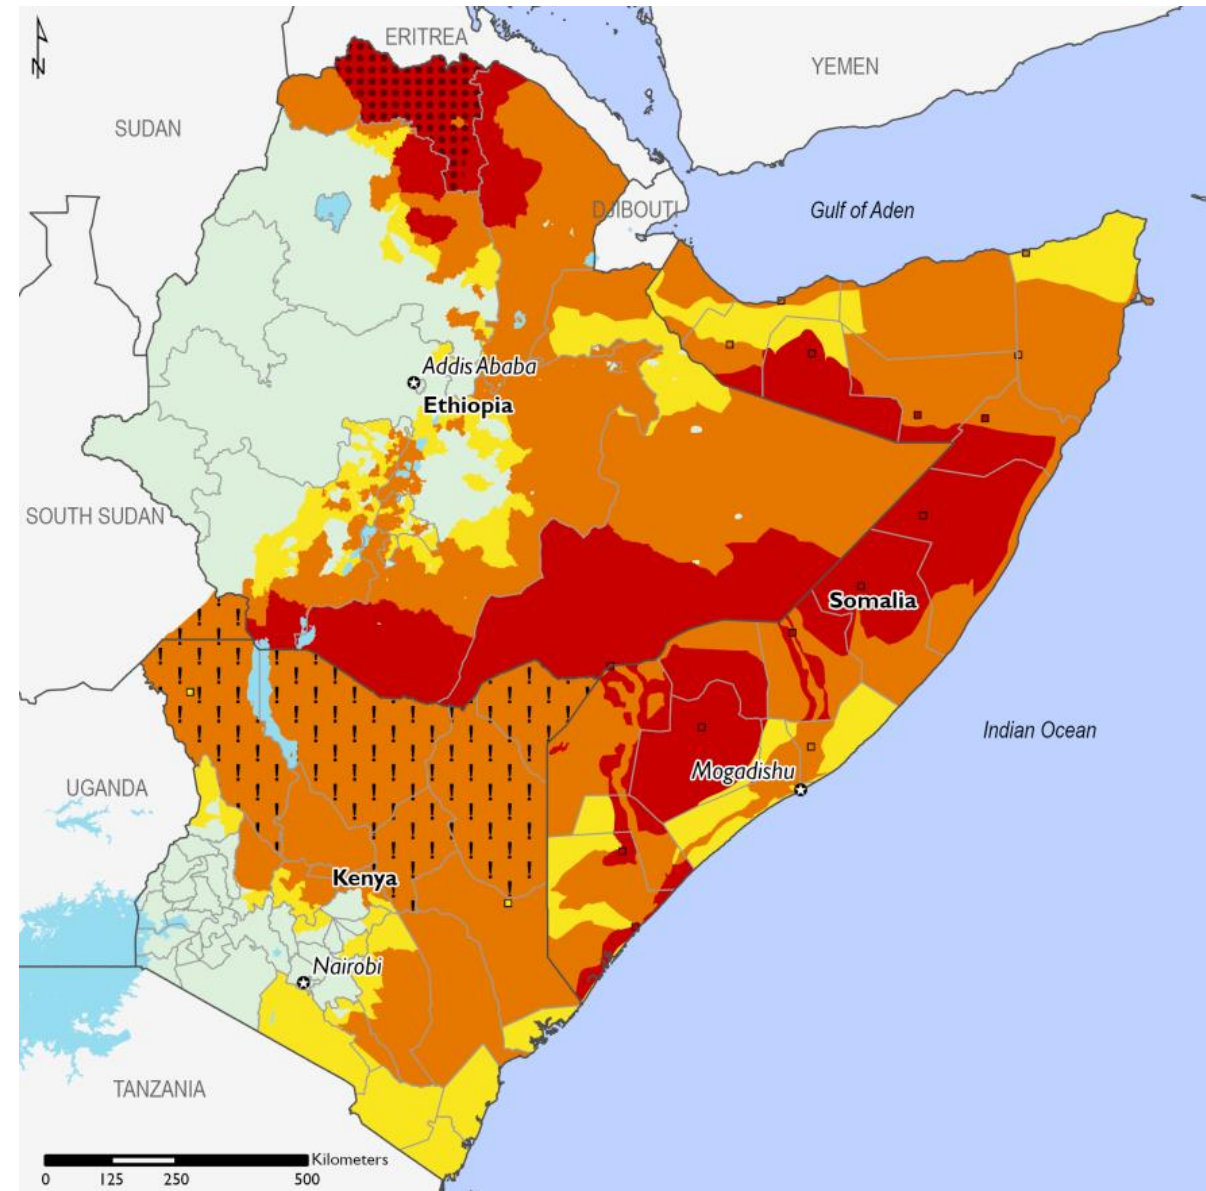 N
ERITREA
YEMEN
SUDAN
DJIBOUTI
Gulf of Aden
Addis Ababa
Ethiopia
SOUTH SUDAN
Somalia
Indian Ocean
Mogadishu
UGANDA
Kenya
Nairobi
TANZANIA
Kilometers
0 125 250 500